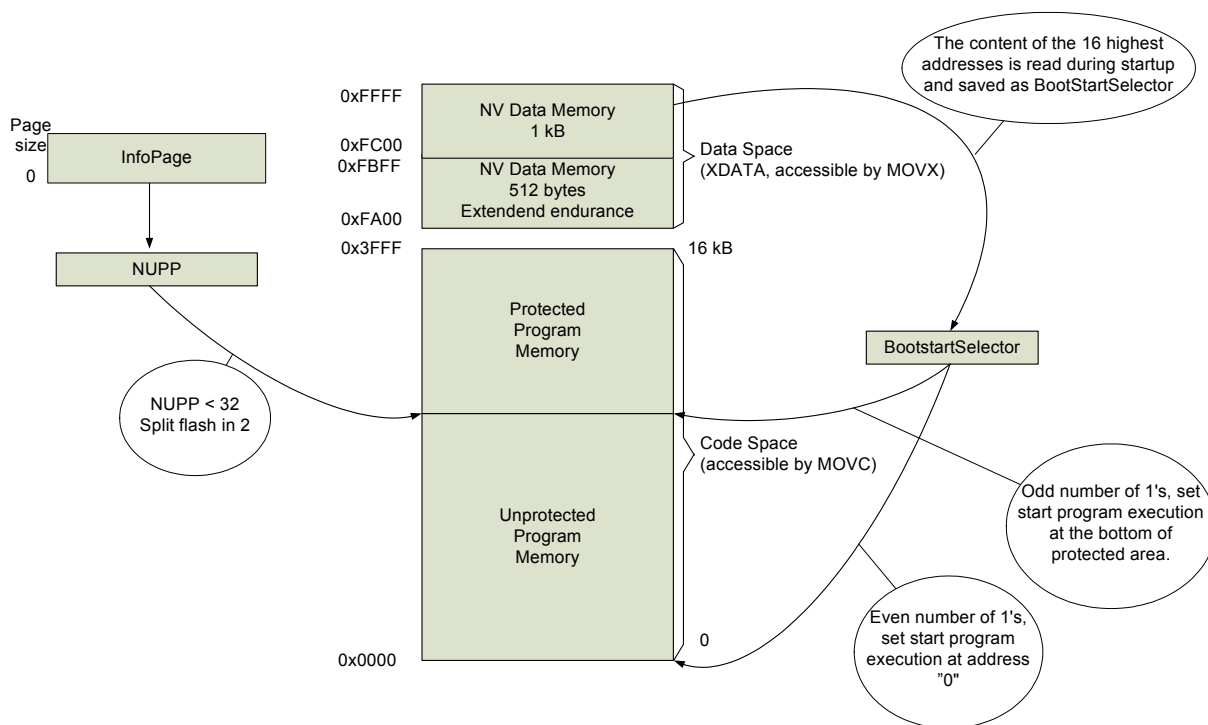 The content of the 16 highest
addresses is read during startup
and saved as BootStartSelector
0xFFFF
NV Data Memory
1 kB
0xFC00
0xFBFF
NV Data Memory
512 bytes
Extendend endurance
0xFA00
Data Space
(XDATA, accessible by MOVX)
Page
size
0
InfoPage
NUPP
0x3FFF
16 kB
Protected
Program
Memory
BootstartSelector
NUPP < 32
Split flash in 2
Code Space
(accessible by MOVC)
Unprotected
Program
Memory
Odd number of 1's, set
start program execution
at the bottom of
protected area.
Even number of 1's,
set start program
execution at address
"0"
0
0x0000